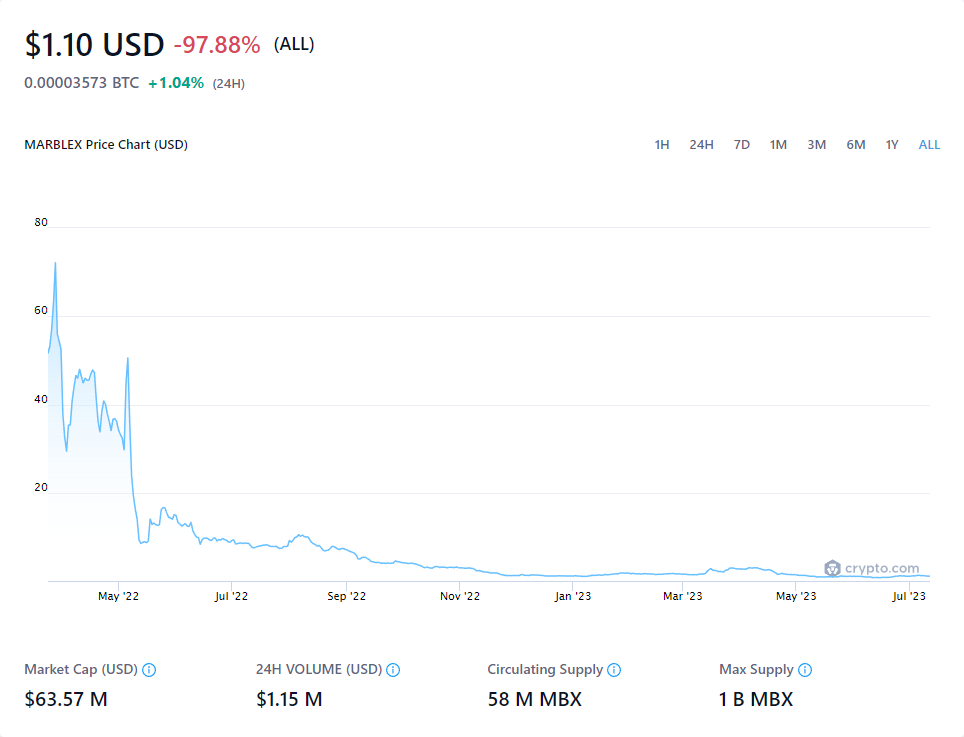 $1.10 USD -97.88% (ALL)
0.00003573 BTC +1.04% (24H)
MARBLEX Price Chart (USD) 1H 24H 7D 1M 3M 6M 1Y ALL
80
60
40
20
crypto.com
May '22 Jul '22 Sep '22 Nov '22 Jan '23 Mar '23 May '23 Jul '23
Market Cap (USD) 24H VOLUME (USD) Circulating Supply Max Supply
$63.57 M $1.15 M 58 M MBX 1 B MBX